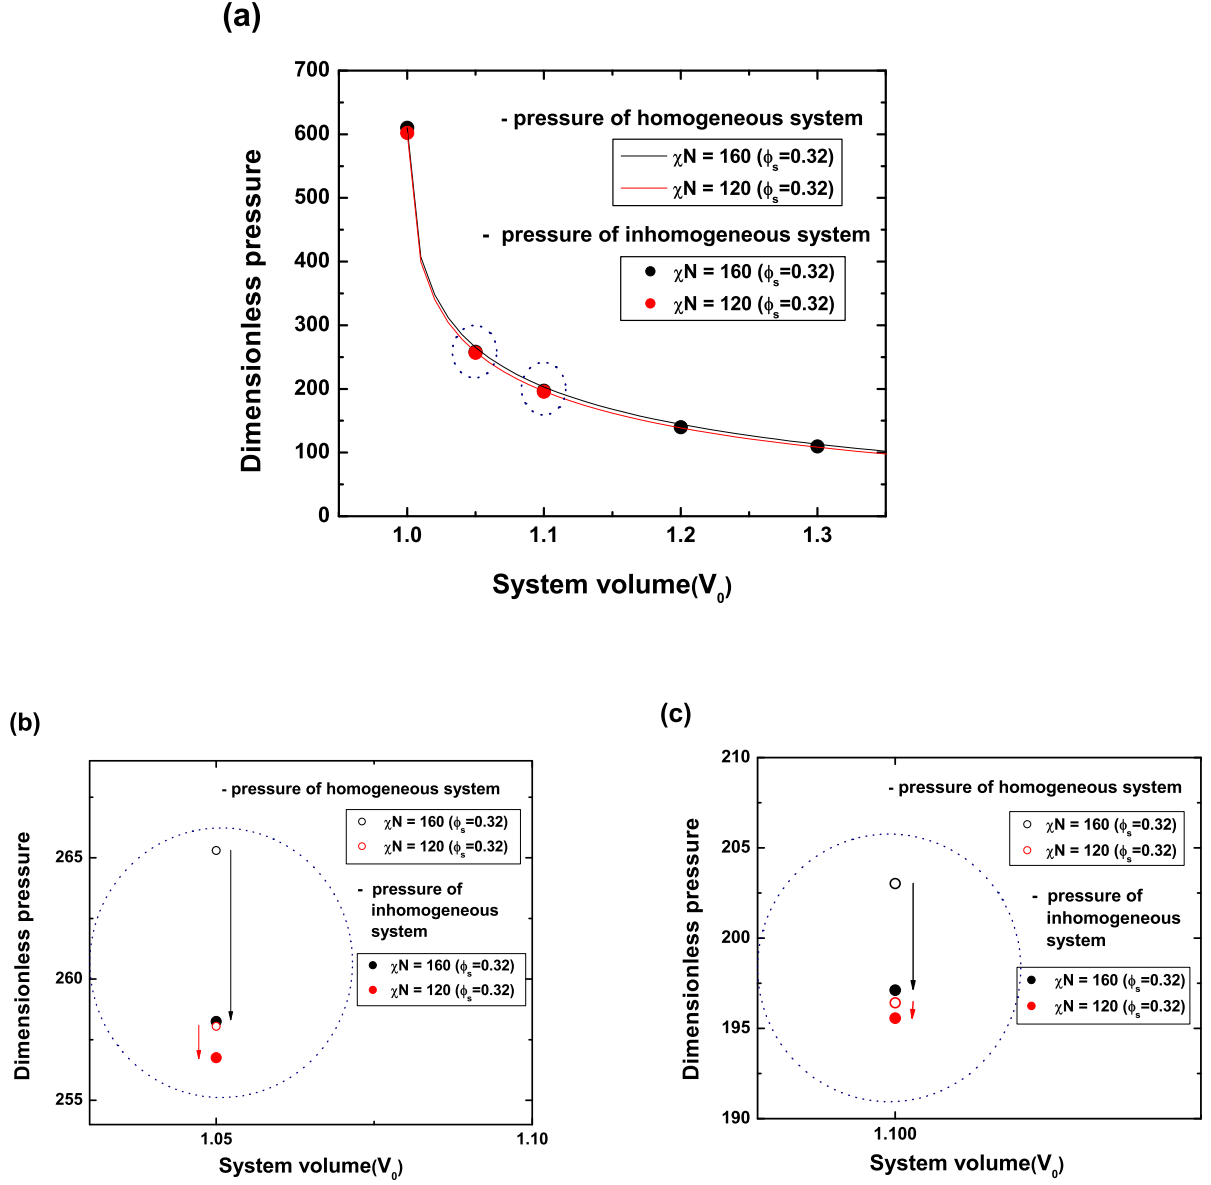 (a)
700
600
500
400
300
200
100
0
Dimensionless pressure
- pressure of homogeneous system
χN = 160 (ϕs=0.32)
χN = 120 (ϕs=0.32)
- pressure of inhomogeneous system
χN = 160 (ϕs=0.32)
χN = 120 (ϕs=0.32)
1.0 1.1 1.2 1.3
System volume(V0)
(b)
265
260
255
Dimensionless pressure
- pressure of homogeneous system
χN = 160 (ϕs=0.32)
χN = 120 (ϕs=0.32)
- pressure of
inhomogeneous
system
χN = 160 (ϕs=0.32)
χN = 120 (ϕs=0.32)
1.05 1.10
System volume(V0)
(c)
210
205
200
195
190
Dimensionless pressure
- pressure of homogeneous system
χN = 160 (ϕs=0.32)
χN = 120 (ϕs=0.32)
- pressure of
inhomogeneous
system
χN = 160 (ϕs=0.32)
χN = 120 (ϕs=0.32)
1.100
System volume(V0)